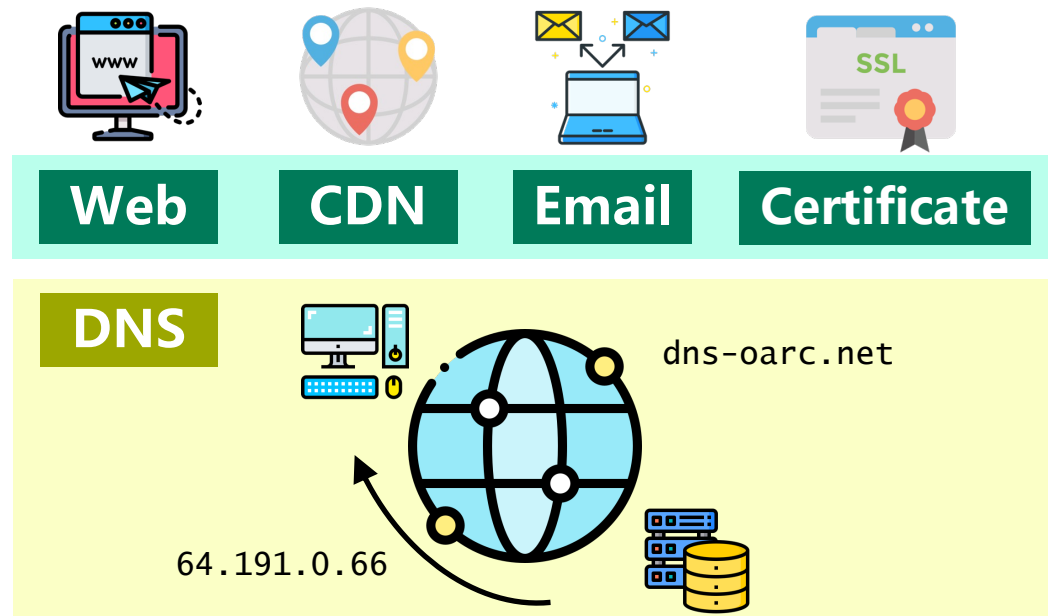 www
SSL
Web
CDN
Email
Certificate
DNS
dns-oarc.net
64.191.0.66